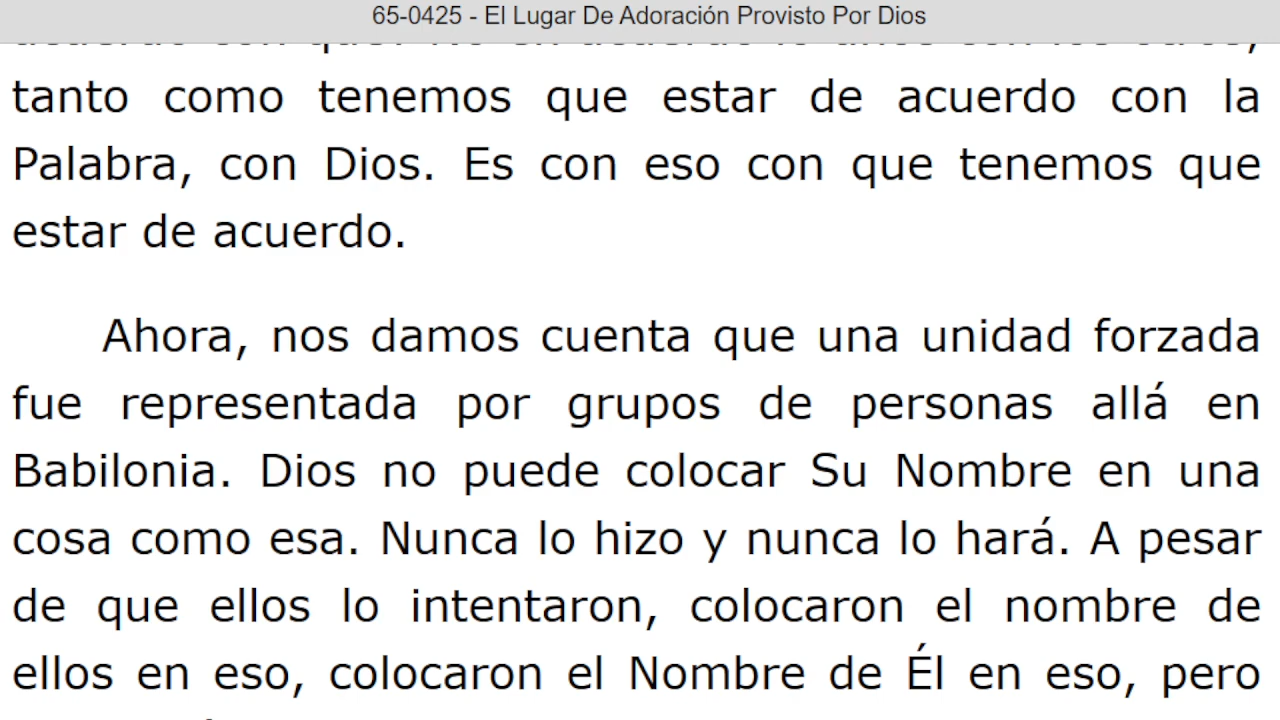 65-0425 - El Lugar De Adoración Provisto Por Dios
tanto como tenemos que estar de acuerdo con la
Palabra, con Dios. Es con eso con que tenemos que
estar de acuerdo.
Ahora, nos damos cuenta que una unidad forzada
fue representada por grupos de personas allá en
Babilonia. Dios no puede colocar Su Nombre en una
cosa como esa. Nunca lo hizo y nunca lo hará. A pesar
de que ellos lo intentaron, colocaron el nombre de
ellos en eso, colocaron el Nombre de Él en eso, pero